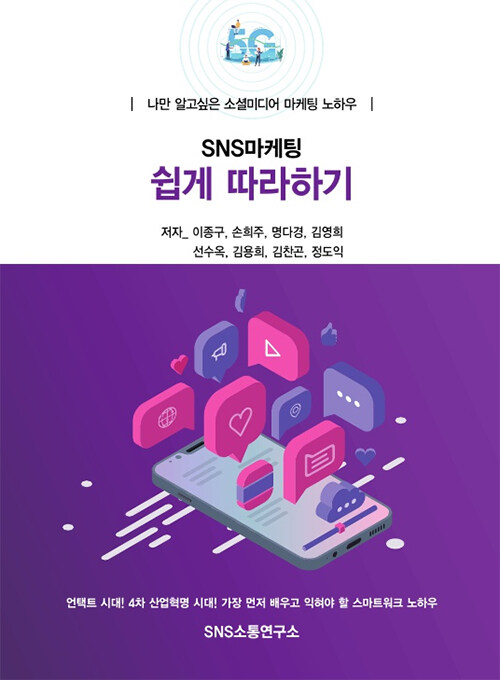 5G
| 나만 알고싶은 소셜미디어 마케팅 노하우 |
SNS마케팅
쉽게 따라하기
저자_ 이종구, 손희주, 명다경, 김영희
선수옥, 김용희, 김찬곤, 정도익
언택트 시대! 4차 산업혁명 시대! 가장 먼저 배우고 익혀야 할 스마트워크 노하우
SNS소통연구소